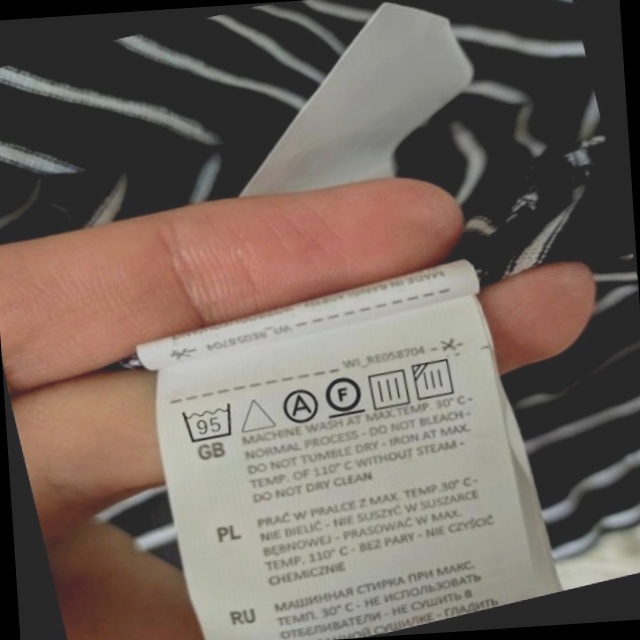 WI_RE058704
WI_RE058704
95 A F
GB
MACHINE WASH AT MAX.TEMP. 30° C -
NORMAL PROCESS - DO NOT BLEACH -
DO NOT TUMBLE DRY - IRON AT MAX.
TEMP. OF 110° C WITHOUT STEAM -
DO NOT DRY CLEAN
PL
PRAĆ W PRALCE Z MAX. TEMP.30° C -
NIE BIELIĆ - NIE SUSZYĆ W SUSZARCE
BĘBNOWEJ - PRASOWAĆ W MAX.
TEMP. 110° C - BEZ PARY - NIE CZYŚCIĆ
CHEMICZNIE
RU
МАШИННАЯ СТИРКА ПРИ МАКС.
ТЕМП. 30° C - НЕ ИСПОЛЬЗОВАТЬ
ОТБЕЛИВАТЕЛИ - НЕ СУШИТЬ В
СУШИЛКЕ - ГЛАДИТЬ